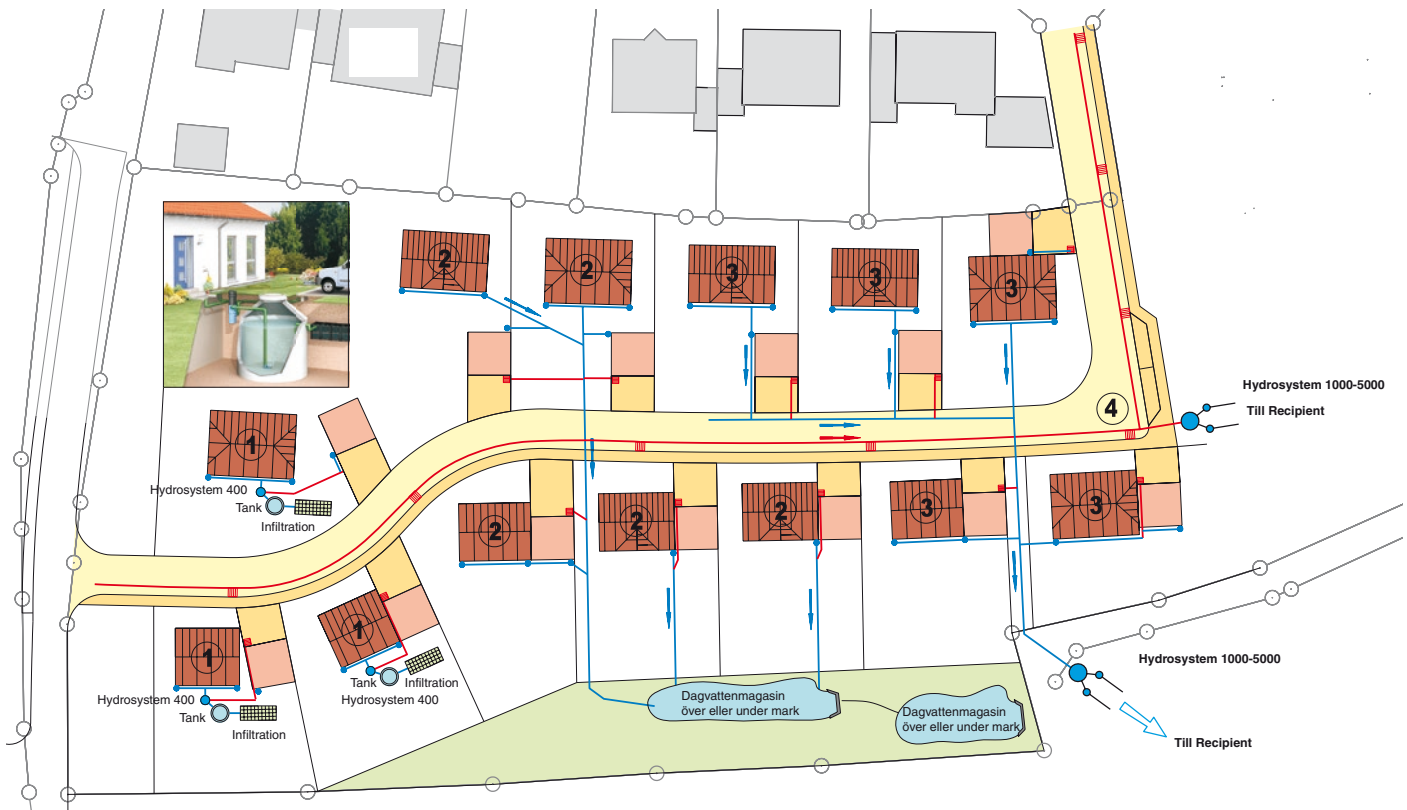 2
2
3
3
3
4
Hydrosystem 1000-5000
Till Recipient
1
Hydrosystem 400
Tank
Infiltration
2
2
2
3
3
1
Hydrosystem 400
Tank
Infiltration
1
Tank
Infiltration
Hydrosystem 400
Dagvattenmagasin
över eller under mark
Dagvattenmagasin
över eller under mark
Hydrosystem 1000-5000
Till Recipient